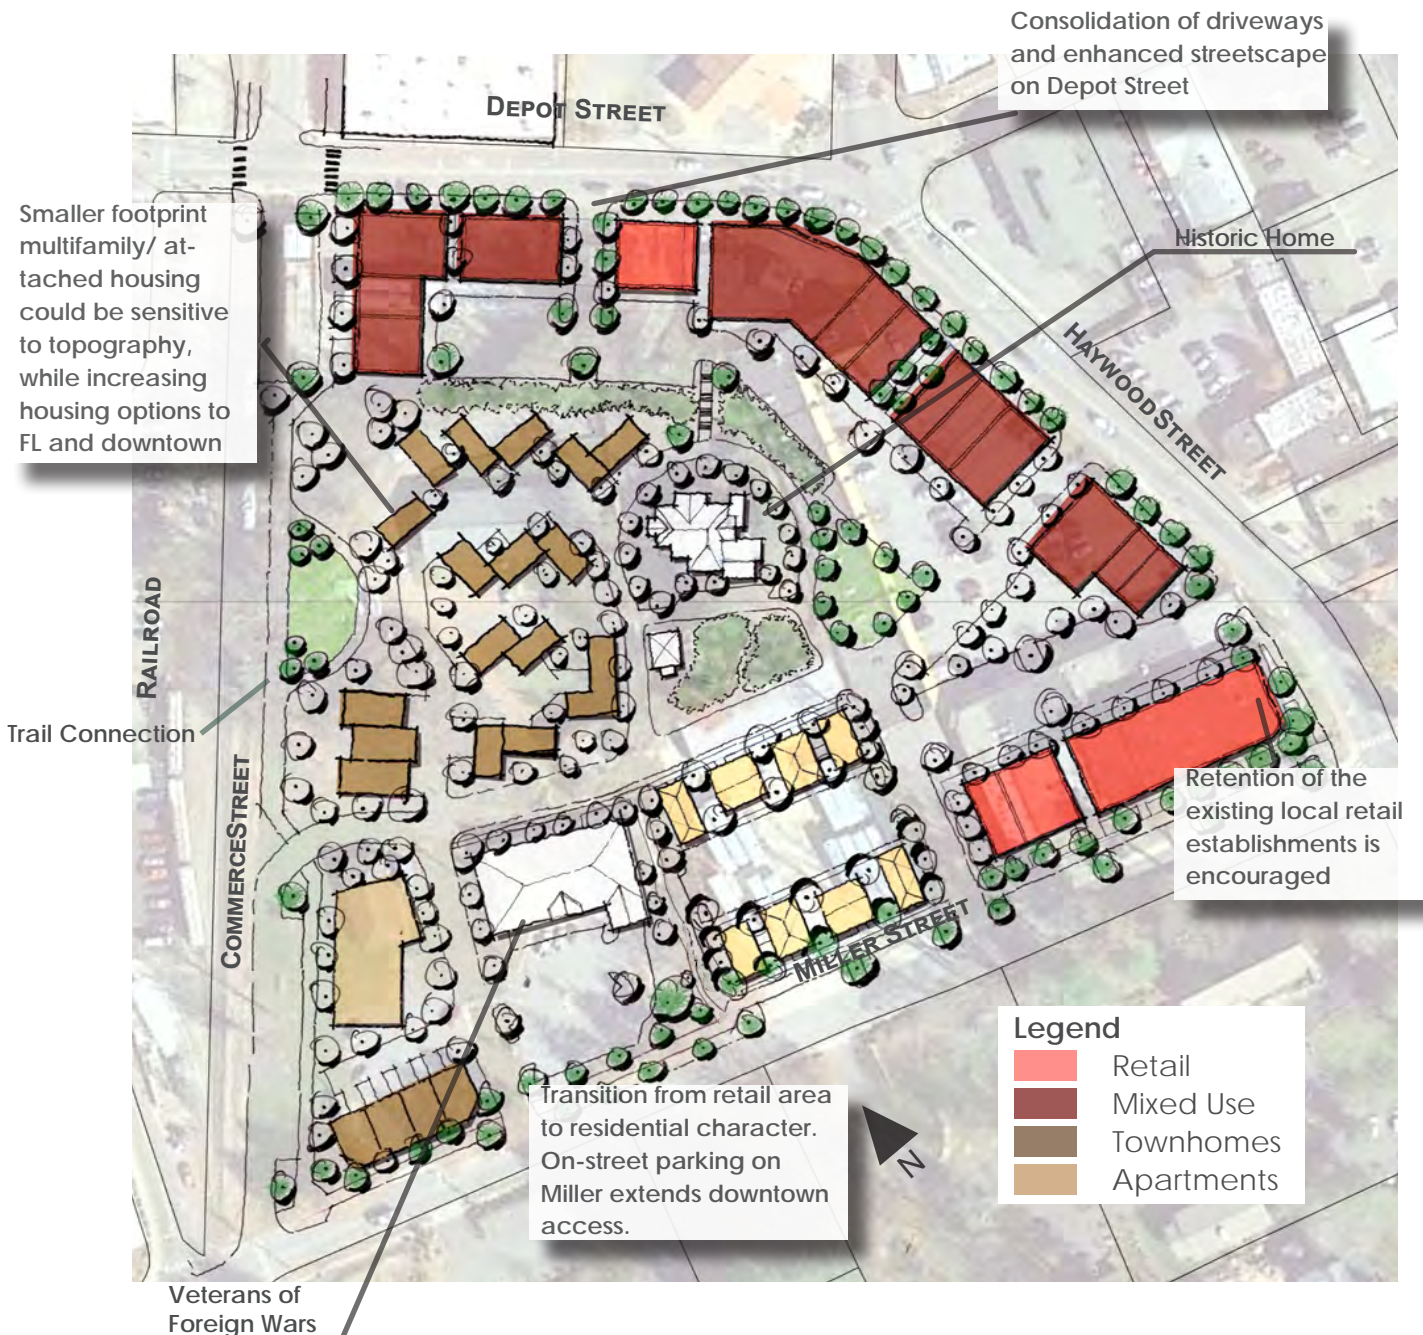 Consolidation of driveways
and enhanced streetscape
on Depot Street
DEPOT STREET
Smaller footprint
multifamily/ at-
tached housing
could be sensitive
to topography,
while increasing
housing options to
FL and downtown
Historic Home
HAYWOOD STREET
RAILROAD
Trail Connection
COMMERCE STREET
Retention of the
existing local retail
establishments is
encouraged
MILLER STREET
Legend
Retail
Mixed Use
Townhomes
Apartments
Transition from retail area
to residential character.
On-street parking on
Miller extends downtown
access.
N
Veterans of
Foreign Wars